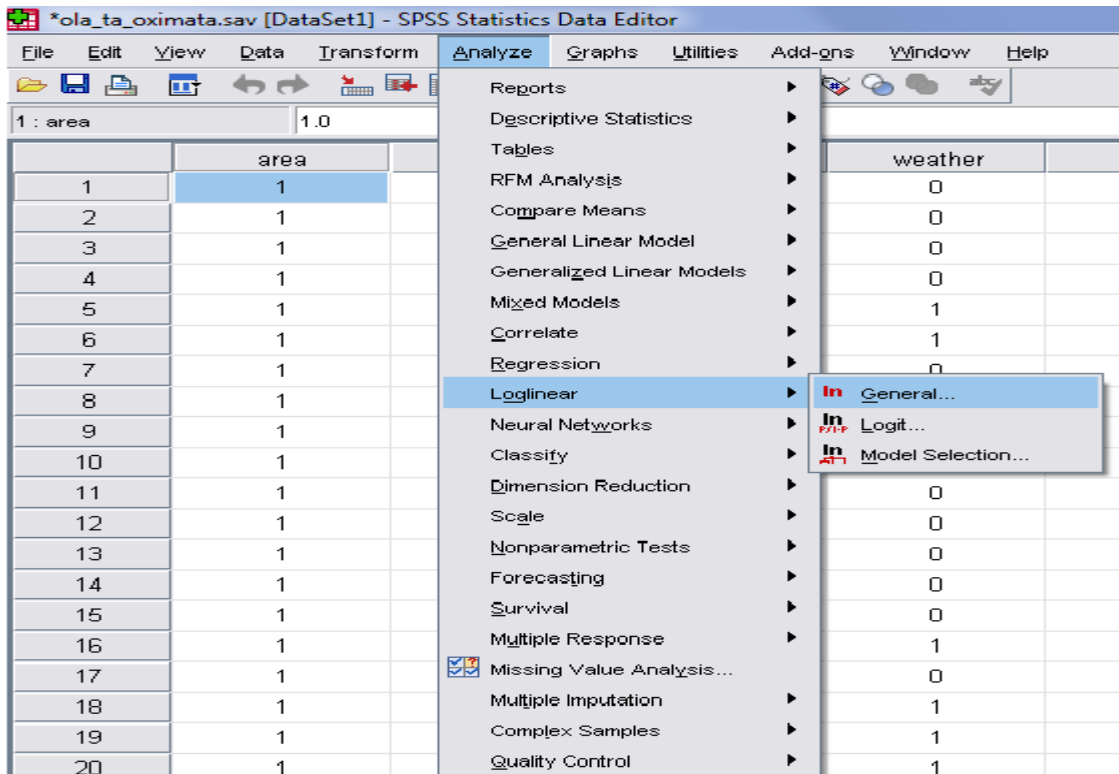 *ola_ta_oximata.sav [DataSet1] - SPSS Statistics Data Editor
File Edit View Data Transform Analyze Graphs Utilities Add-ons Window Help
1 : area 1.0
area weather
1 1 0
2 1 0
3 1 0
4 1 0
5 1 1
6 1 1
7 1 0
8 1
9 1
10 1
11 1 0
12 1 0
13 1 0
14 1 0
15 1 0
16 1 1
17 1 0
18 1 1
19 1 1
20 1 1
Reports
Descriptive Statistics
Tables
RFM Analysis
Compare Means
General Linear Model
Generalized Linear Models
Mixed Models
Correlate
Regression
Loglinear
Neural Networks
Classify
Dimension Reduction
Scale
Nonparametric Tests
Forecasting
Survival
Multiple Response
Missing Value Analysis...
Multiple Imputation
Complex Samples
Quality Control
ln General...
ln P/1-P Logit...
ln Model Selection...